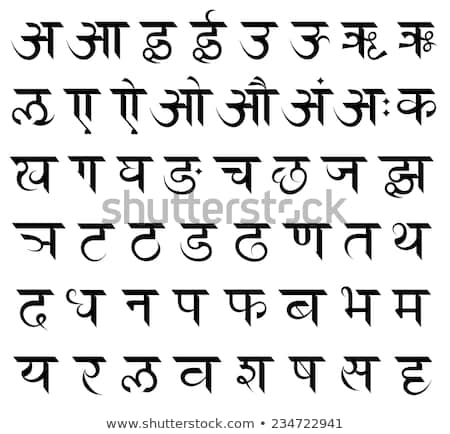 अ आ इ ई उ ऊ ऋ ॠ
ऌ ए ऐ ओ औ अं अः क
ख ग घ ङ च छ ज झ
shutterstock
ञ ट ठ ड ढ ण त थ
द ध न प फ ब भ म
य र ल व श ष स ह
www.shutterstock.com · 234722941